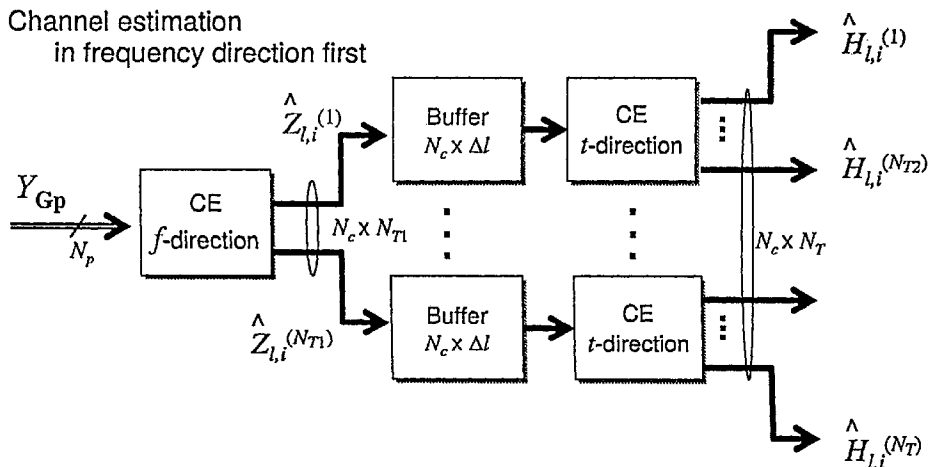 Channel estimation
in frequency direction first
Ĥ_{l,i}^{(1)}
Ẑ_{l,i}^{(1)}
Buffer
N_c x Δl
CE
t-direction
Ĥ_{l,i}^{(N_{T2})}
Y_{Gp}
N_p
CE
f-direction
N_c x N_{T1}
N_c x N_T
Ẑ_{l,i}^{(N_{T1})}
Buffer
N_c x Δl
CE
t-direction
Ĥ_{l,i}^{(N_T)}